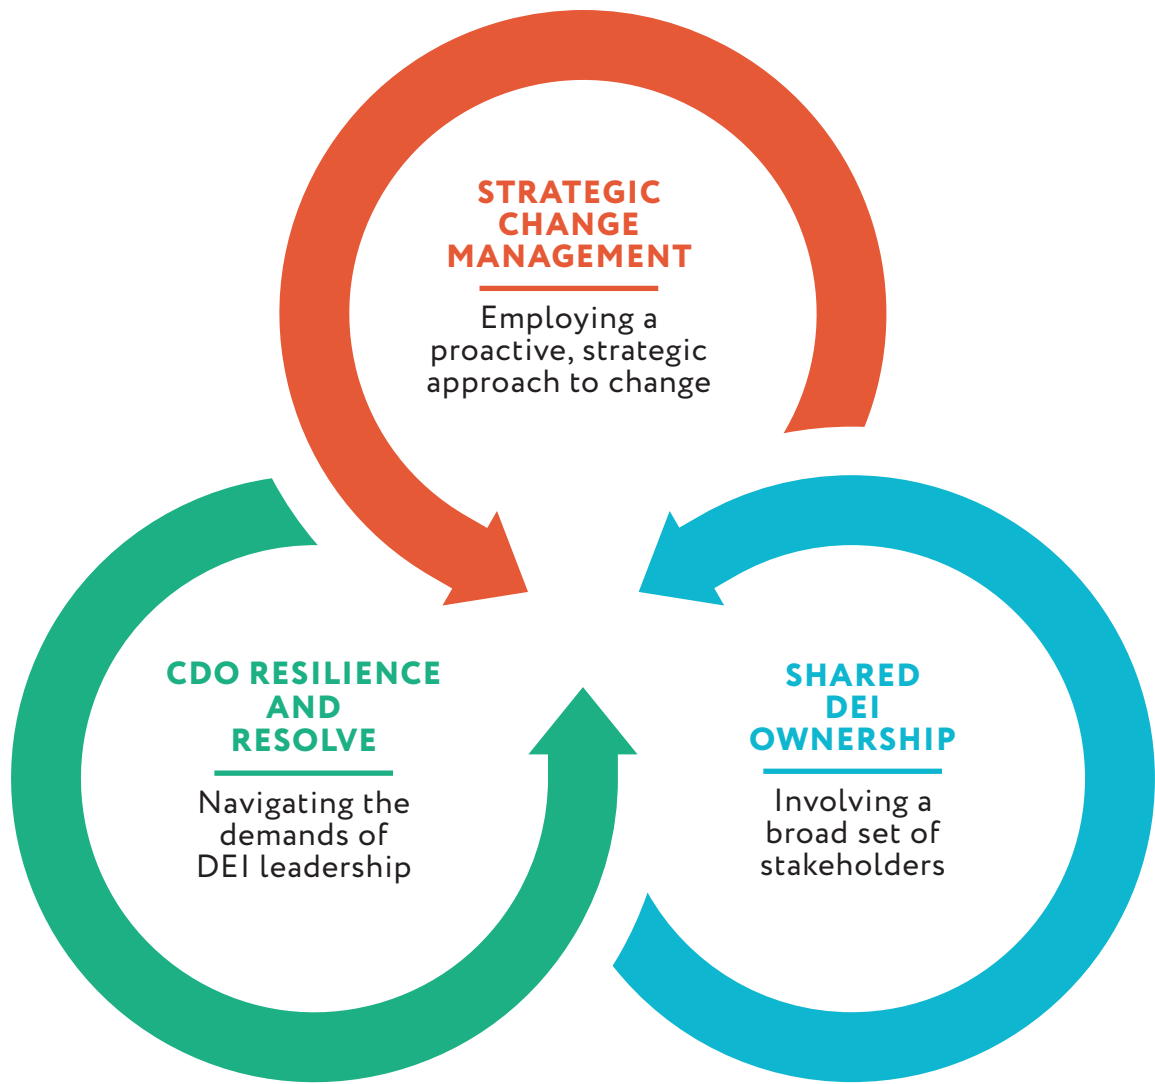 STRATEGIC
CHANGE
MANAGEMENT
Employing a
proactive, strategic
approach to change
CDO RESILIENCE
AND
RESOLVE
Navigating the
demands of
DEI leadership
SHARED
DEI
OWNERSHIP
Involving a
broad set of
stakeholders